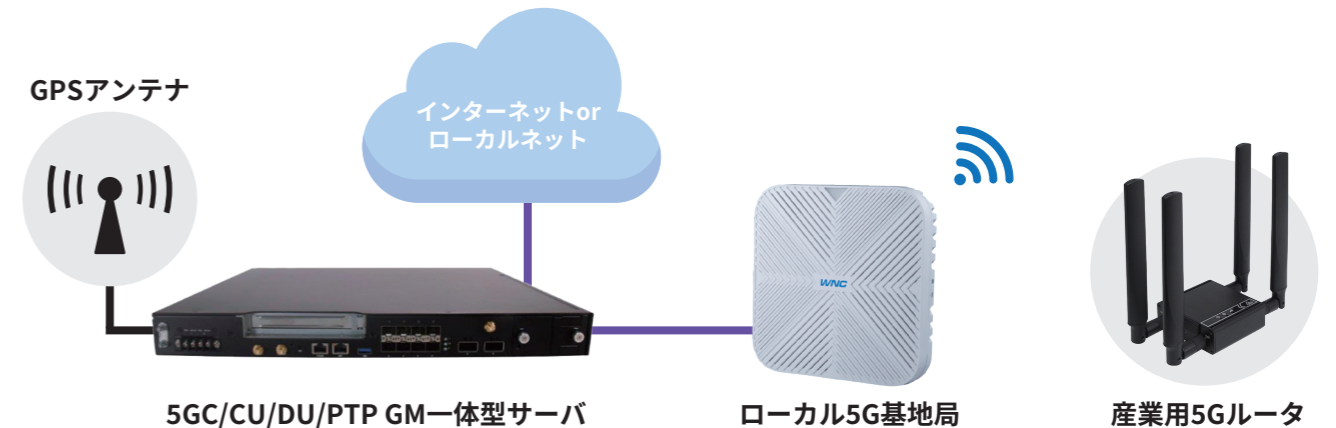 GPSアンテナ
インターネットor
ローカルネット
WNC
5GC/CU/DU/PTP GM一体型サーバ
ローカル5G基地局
産業用5Gルータ